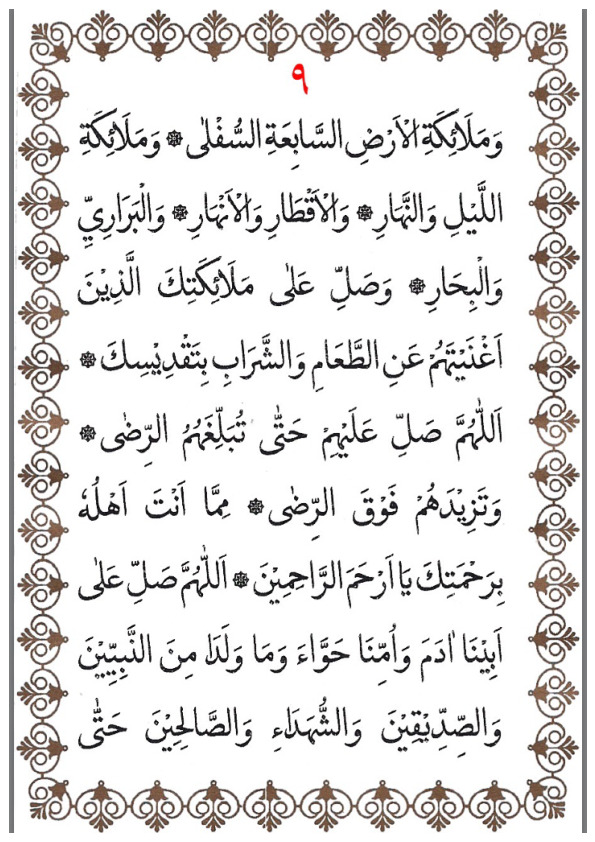 ٩
وَمَلَائِكَةِ الْاَرْضِ السَّابِعَةِ السُّفْلٰى ۞ وَمَلَائِكَةِ
اللَّيْلِ وَالنَّهَارِ ۞ وَالْاَقْطَارِ وَالْاَنْهَارِ ۞ وَالْبَرَارِيِّ
وَالْبِحَارِ ۞ وَصَلِّ عَلٰى مَلَائِكَتِكَ الَّذِيْنَ
اَغْنَيْتَهُمْ عَنِ الطَّعَامِ وَالشَّرَابِ بِتَقْدِيْسِكَ ۞
اَللّٰهُمَّ صَلِّ عَلَيْهِمْ حَتّٰى تُبَلِّغَهُمُ الرِّضٰى ۞
وَتَزِيْدَهُمْ فَوْقَ الرِّضٰى ۞ مِمَّا اَنْتَ اَهْلُهُ
بِرَحْمَتِكَ يَا اَرْحَمَ الرَّاحِمِيْنَ ۞ اَللّٰهُمَّ صَلِّ عَلٰى
اَبِيْنَا اٰدَمَ وَاُمِّنَا حَوَّاءَ وَمَا وَلَدَا مِنَ النَّبِيِّيْنَ
وَالصِّدِّيْقِيْنَ وَالشُّهَدَاءِ وَالصَّالِحِيْنَ حَتّٰى